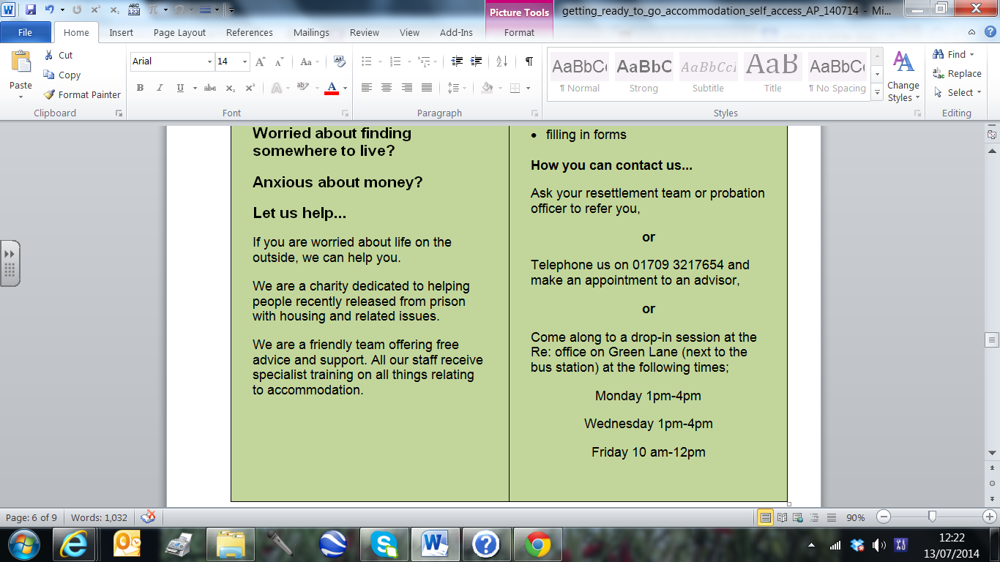 getting_ready_to_go_accommodation_self_access_AP_140714 - Mi...
Picture Tools
File Home Insert Page Layout References Mailings Review View Add-Ins Format
Paste
Cut
Copy
Format Painter
Clipboard
Arial 14
Font
Paragraph
AaBbCc AaBbC AaBbCcl AaB AaBbCc
¶ Normal Strong Subtitle Title ¶ No Spacing
Change
Styles
Styles
Find
Replace
Select
Editing
Worried about finding
somewhere to live?
Anxious about money?
Let us help...
If you are worried about life on the
outside, we can help you.
We are a charity dedicated to helping
people recently released from prison
with housing and related issues.
We are a friendly team offering free
advice and support. All our staff receive
specialist training on all things relating
to accommodation.
• filling in forms
How you can contact us...
Ask your resettlement team or probation
officer to refer you,
or
Telephone us on 01709 3217654 and
make an appointment to an advisor,
or
Come along to a drop-in session at the
Re: office on Green Lane (next to the
bus station) at the following times;
Monday 1pm-4pm
Wednesday 1pm-4pm
Friday 10 am-12pm
Page: 6 of 9 Words: 1,032 90%
12:22
13/07/2014